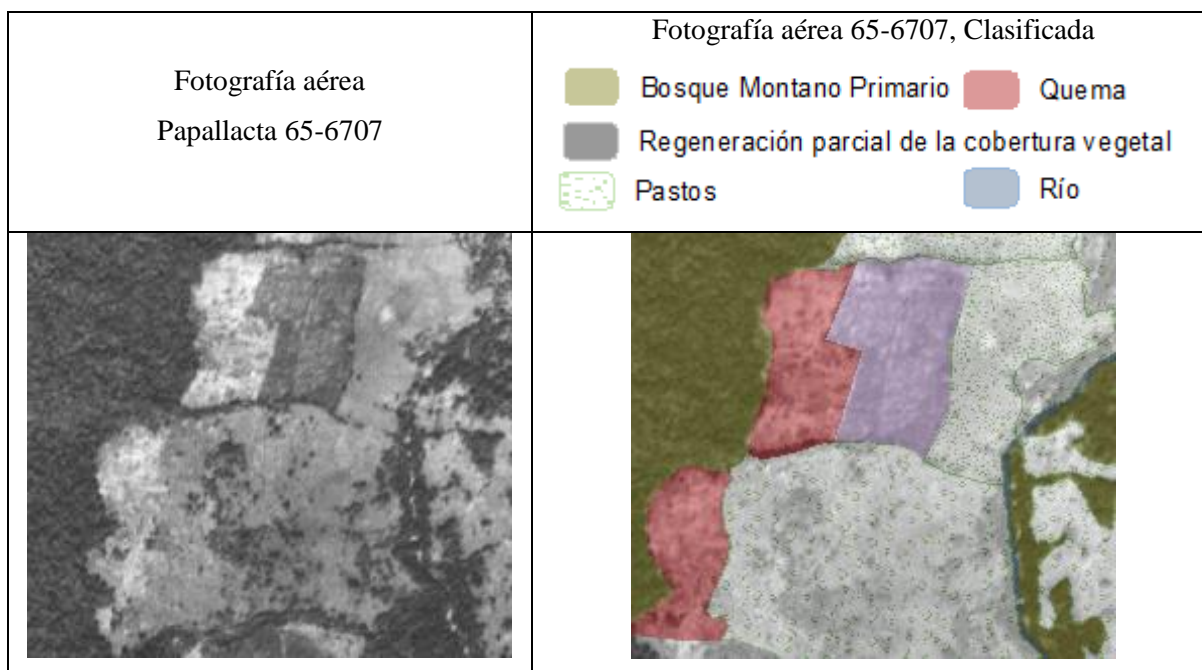 Fotografía aérea
Papallacta 65-6707
Fotografía aérea 65-6707, Clasificada
Bosque Montano Primario Quema
Regeneración parcial de la cobertura vegetal
Pastos Río